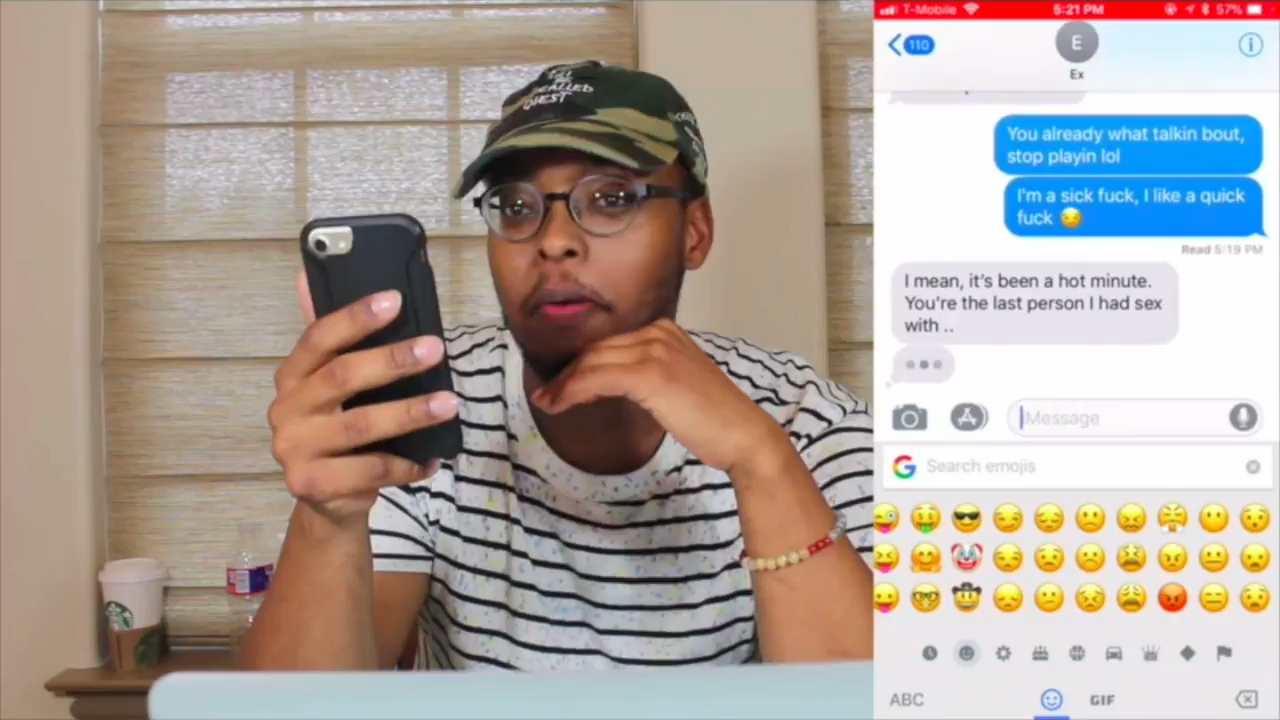 CALLED
QUEST
T-Mobile 5:21 PM 57%
110
E
Ex
You already what talkin bout,
stop playin lol
I'm a sick fuck, I like a quick
fuck 😏
Read 5:19 PM
I mean, it's been a hot minute.
You're the last person I had sex
with ..
Message
Search emojis
ABC
GIF